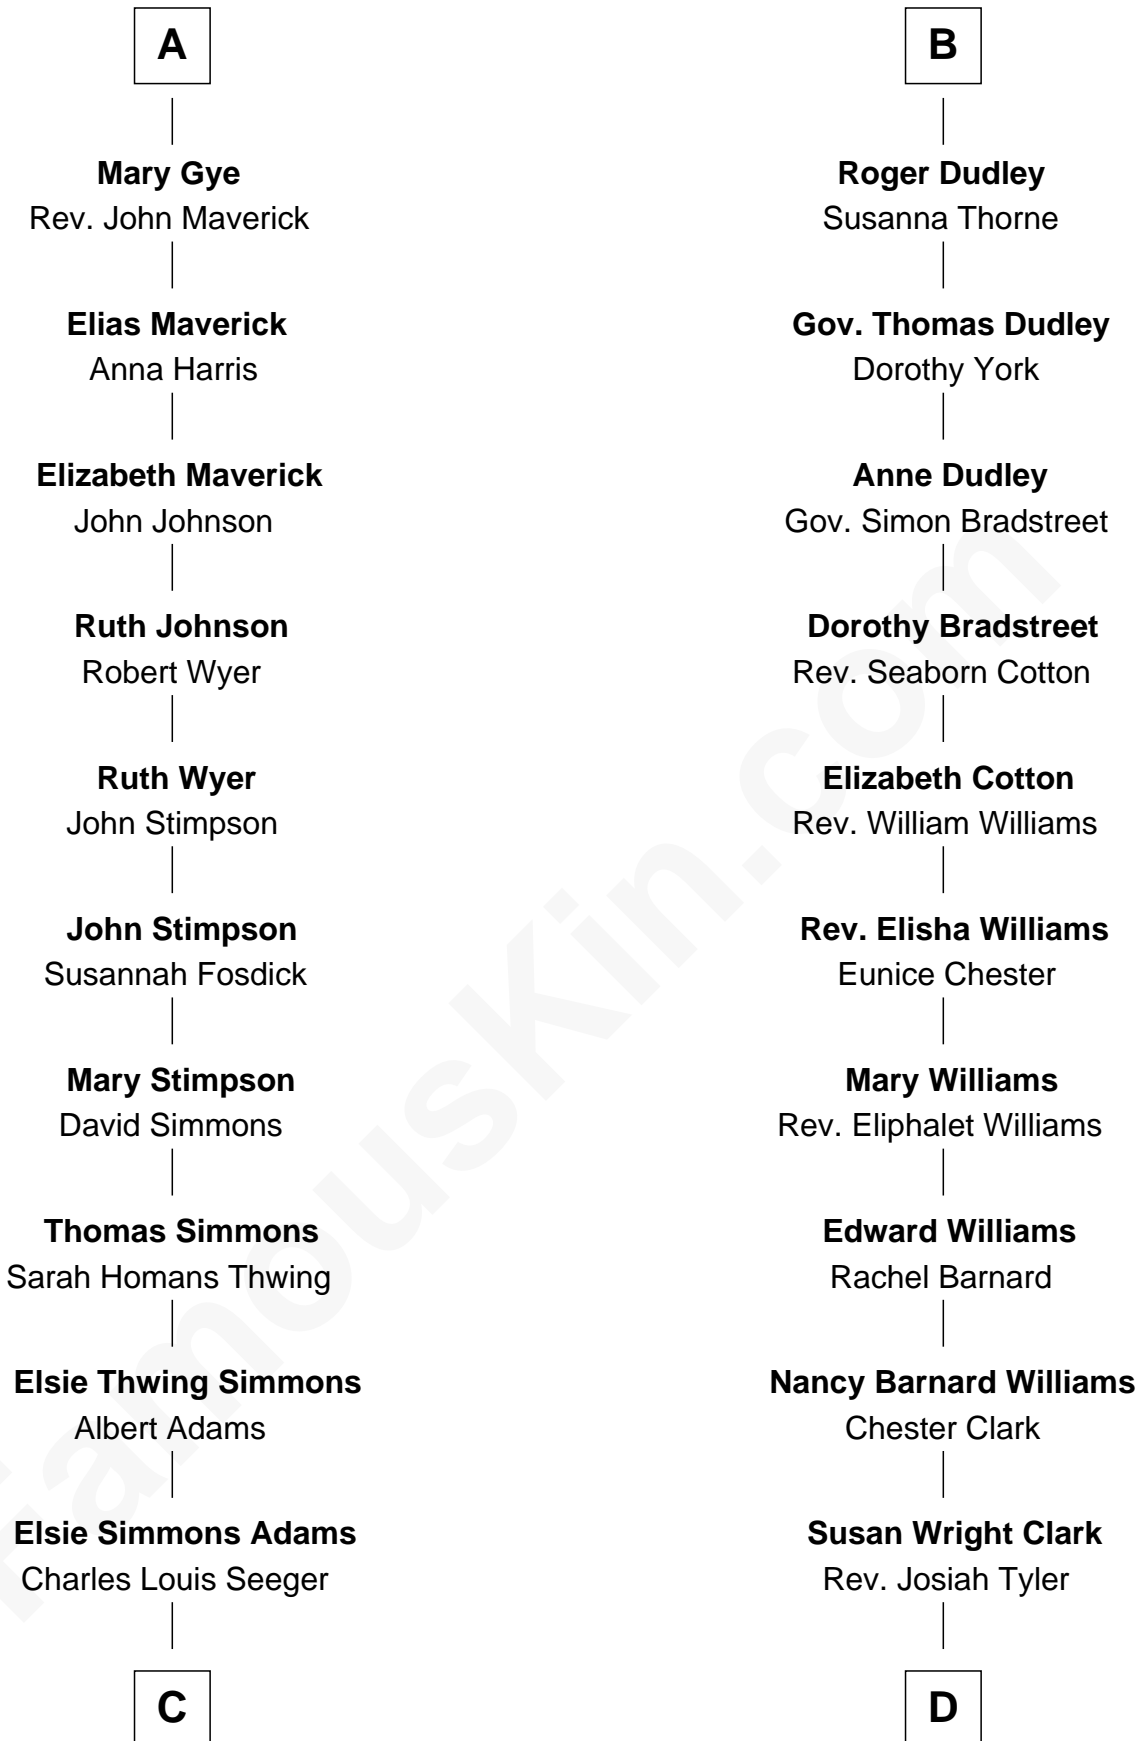 A
Mary Gye
Rev. John Maverick
Elias Maverick
Anna Harris
Elizabeth Maverick
John Johnson
Ruth Johnson
Robert Wyer
Ruth Wyer
John Stimpson
John Stimpson
Susannah Fosdick
Mary Stimpson
David Simmons
Thomas Simmons
Sarah Homans Thwing
Elsie Thwing Simmons
Albert Adams
Elsie Simmons Adams
Charles Louis Seeger
C
B
Roger Dudley
Susanna Thorne
Gov. Thomas Dudley
Dorothy York
Anne Dudley
Gov. Simon Bradstreet
Dorothy Bradstreet
Rev. Seaborn Cotton
Elizabeth Cotton
Rev. William Williams
Rev. Elisha Williams
Eunice Chester
Mary Williams
Rev. Eliphalet Williams
Edward Williams
Rachel Barnard
Nancy Barnard Williams
Chester Clark
Susan Wright Clark
Rev. Josiah Tyler
D
FamousKin.com